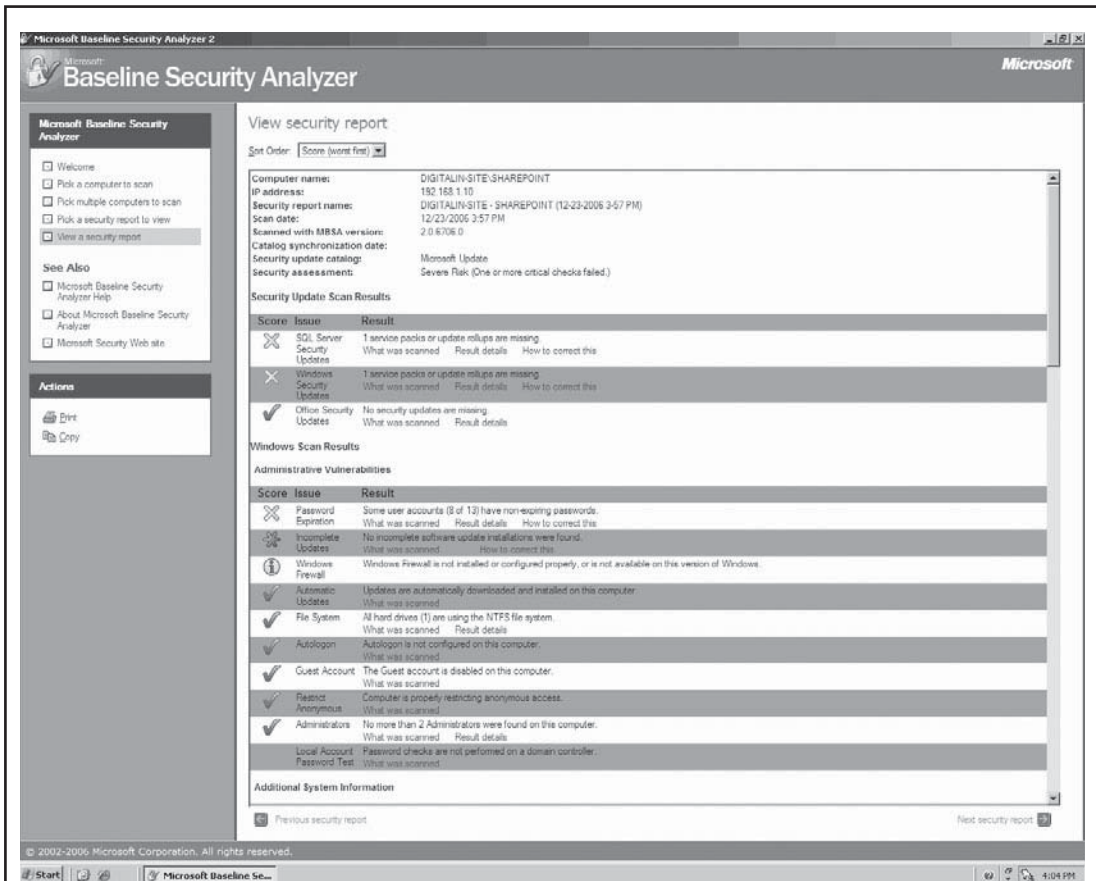 Microsoft Baseline Security Analyzer 2
Microsoft
Baseline Security Analyzer
Microsoft
Microsoft Baseline Security
Analyzer
Welcome
Pick a computer to scan
Pick multiple computers to scan
Pick a security report to view
View a security report
See Also
Microsoft Baseline Security
Analyzer Help
About Microsoft Baseline Security
Analyzer
Microsoft Security Web site
Actions
Print
Copy
View security report
Sort Order: Score (worst first)
Computer name: DIGITALIN-SITE\SHAREPOINT
IP address: 192.168.1.10
Security report name: DIGITALIN-SITE - SHAREPOINT (12-23-2006 3-57 PM)
Scan date: 12/23/2006 3:57 PM
Scanned with MBSA version: 2.0.6706.0
Catalog synchronization date:
Security update catalog: Microsoft Update
Security assessment: Severe Risk (One or more critical checks failed.)
Security Update Scan Results
Score Issue Result
SQL Server 1 service packs or update rollups are missing.
Security What was scanned Result details How to correct this
Updates
Windows 1 service packs or update rollups are missing.
Security What was scanned Result details How to correct this
Updates
Office Security No security updates are missing.
Updates What was scanned Result details
Windows Scan Results
Administrative Vulnerabilities
Score Issue Result
Password Some user accounts (8 of 13) have non-expiring passwords.
Expiration What was scanned Result details How to correct this
Incomplete No incomplete software update installations were found.
Updates What was scanned How to correct this
Windows Windows Firewall is not installed or configured properly, or is not available on this version of Windows.
Firewall
Automatic Updates are automatically downloaded and installed on this computer.
Updates What was scanned
File System All hard drives (1) are using the NTFS file system.
What was scanned Result details
Autologon Autologon is not configured on this computer.
What was scanned
Guest Account The Guest account is disabled on this computer.
What was scanned
Restrict Computer is properly restricting anonymous access.
Anonymous What was scanned
Administrators No more than 2 Administrators were found on this computer.
What was scanned Result details
Local Account Password checks are not performed on a domain controller.
Password Test What was scanned
Additional System Information
Previous security report
Next security report
© 2002-2006 Microsoft Corporation. All rights reserved.
Start
Microsoft Baseline Se...
4:04 PM